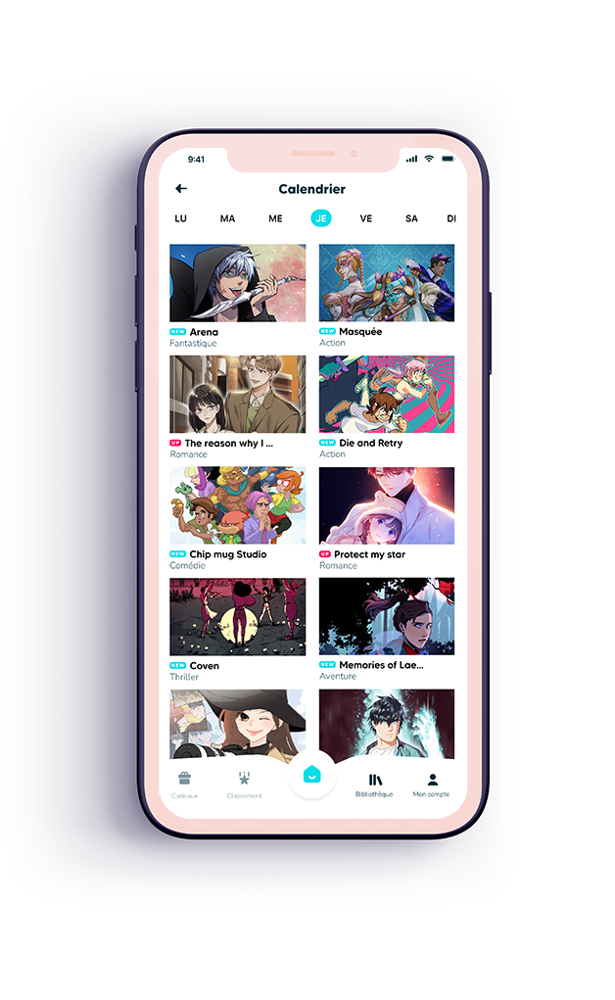 9:41
Calendrier
LU MA ME JE VE SA DI
NEW Arena
Fantastique
NEW Masquée
Action
UP The reason why I ...
Romance
NEW Die and Retry
Action
NEW Chip mug Studio
Comédie
UP Protect my star
Romance
NEW Coven
Thriller
NEW Memories of Lae...
Aventure
Cadeaux
Classement
Bibliothèque
Mon compte